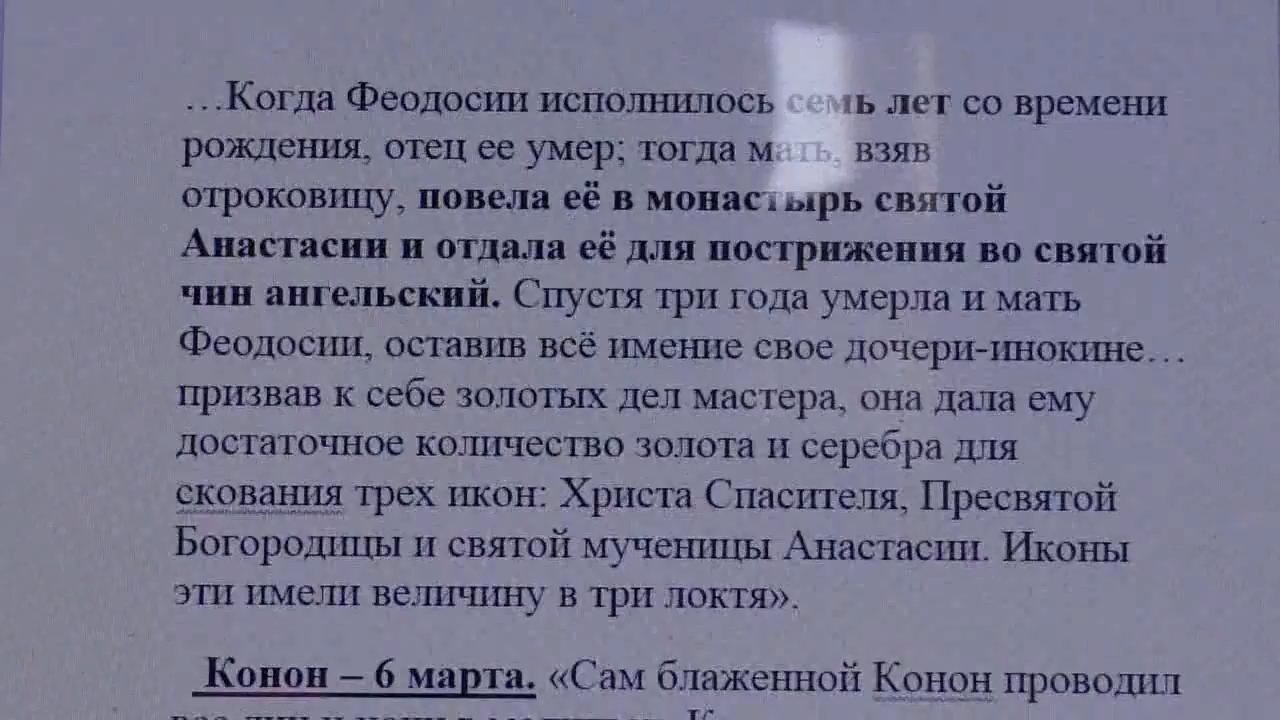 …Когда Феодосии исполнилось семь лет со времени
рождения, отец ее умер; тогда мать, взяв
отроковицу, повела её в монастырь святой
Анастасии и отдала её для пострижения во святой
чин ангельский. Спустя три года умерла и мать
Феодосии, оставив всё имение свое дочери-инокине…
призвав к себе золотых дел мастера, она дала ему
достаточное количество золота и серебра для
скования трех икон: Христа Спасителя, Пресвятой
Богородицы и святой мученицы Анастасии. Иконы
эти имели величину в три локтя».
Конон – 6 марта. «Сам блаженной Конон проводил